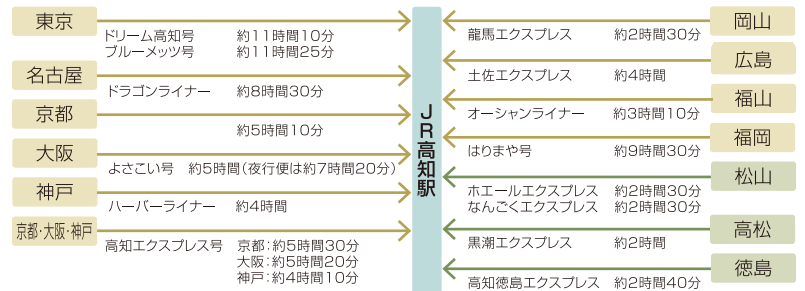 東京
ドリーム高知号 約11時間10分
ブルーメッツ号 約11時間25分
名古屋
ドラゴンライナー 約8時間30分
京都
約5時間10分
大阪
よさこい号 約5時間(夜行便は約7時間20分)
神戸
ハーバーライナー 約4時間
京都・大阪・神戸
高知エクスプレス号 京都:約5時間30分
大阪:約5時間20分
神戸:約4時間10分
JR高知駅
岡山
龍馬エクスプレス 約2時間30分
広島
土佐エクスプレス 約4時間
福山
オーシャンライナー 約3時間10分
福岡
はりまや号 約9時間30分
松山
ホエールエクスプレス 約2時間30分
なんごくエクスプレス 約2時間30分
高松
黒潮エクスプレス 約2時間
徳島
高知徳島エクスプレス 約2時間40分